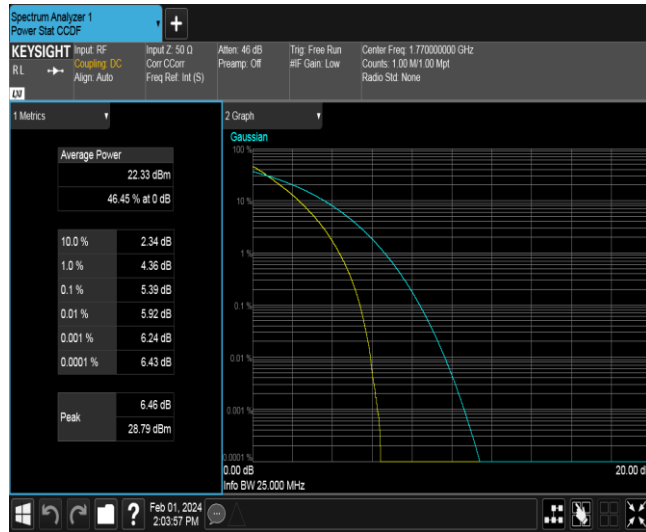 Spectrum Analyzer 1
Power Stat CCDF
KEYSIGHT
RL
LXI
Input: RF
Coupling: DC
Align: Auto
Input Z: 50 Ω
Corr CCorr
Freq Ref: Int (S)
Atten: 46 dB
Preamp: Off
Trig: Free Run
#IF Gain: Low
Center Freq: 1.770000000 GHz
Counts: 1.00 M/1.00 Mpt
Radio Std: None
1 Metrics
Average Power
22.33 dBm
46.45 % at 0 dB
10.0 % 2.34 dB
1.0 % 4.36 dB
0.1 % 5.39 dB
0.01 % 5.92 dB
0.001 % 6.24 dB
0.0001 % 6.43 dB
Peak
6.46 dB
28.79 dBm
2 Graph
Gaussian
100 %
10 %
1 %
0.1 %
0.01 %
0.001 %
0.0001 %
0.00 dB 20.00 dB
Info BW 25.000 MHz
?
Feb 01, 2024
2:03:57 PM